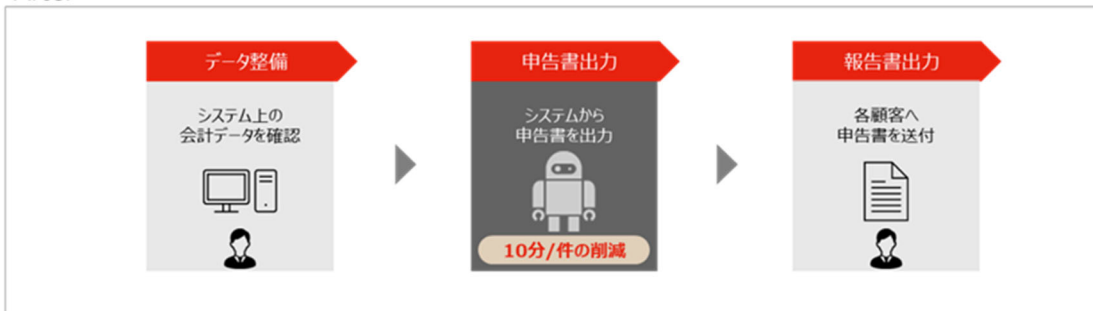 データ整備
システム上の
会計データを確認
申告書出力
システムから
申告書を出力
10分/件の削減
報告書出力
各顧客へ
申告書を送付